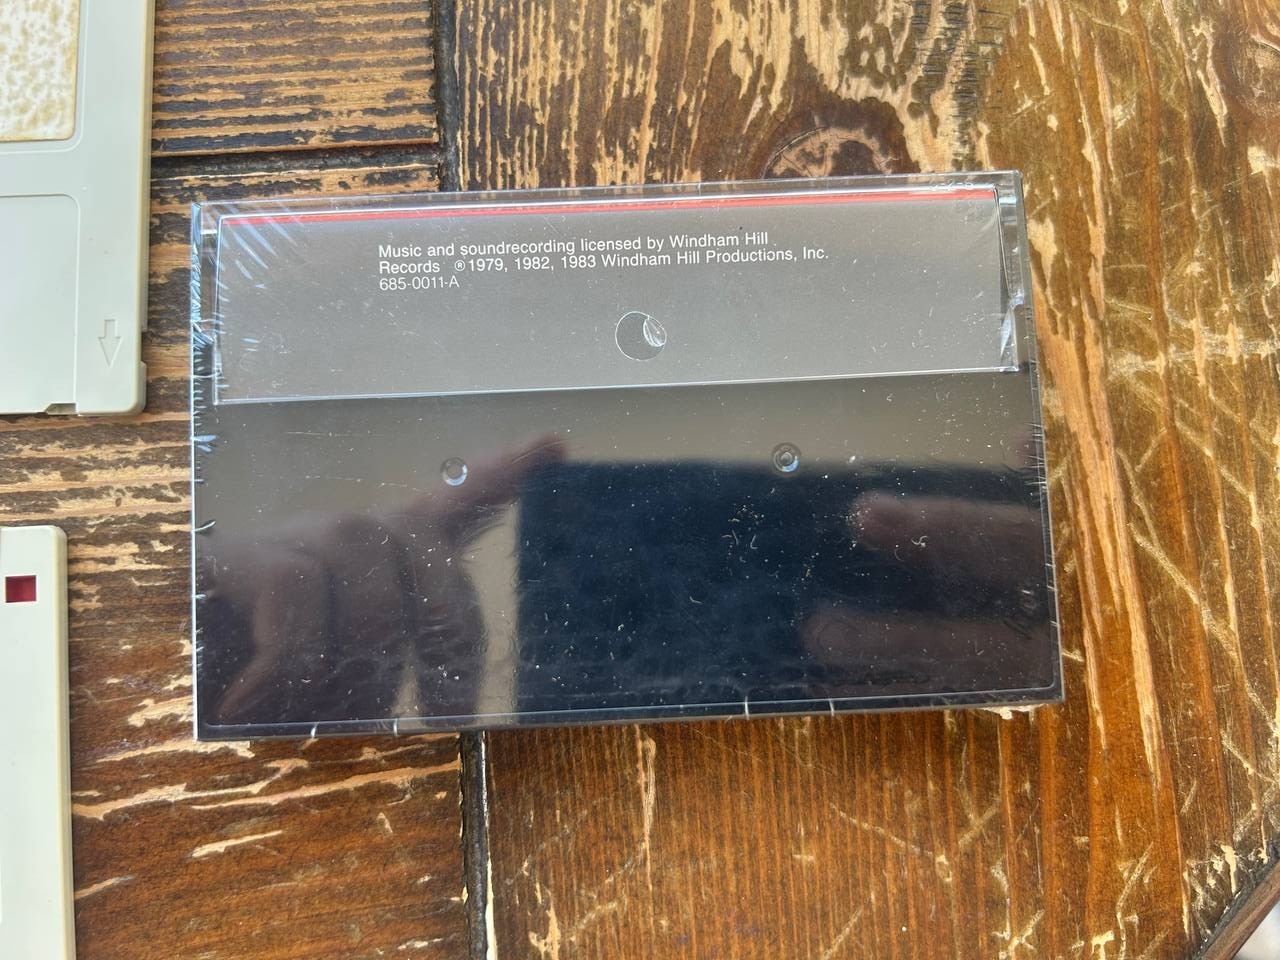 Music and soundrecording licensed by Windham Hill
Records ®1979, 1982, 1983 Windham Hill Productions, Inc.
685-0011-A